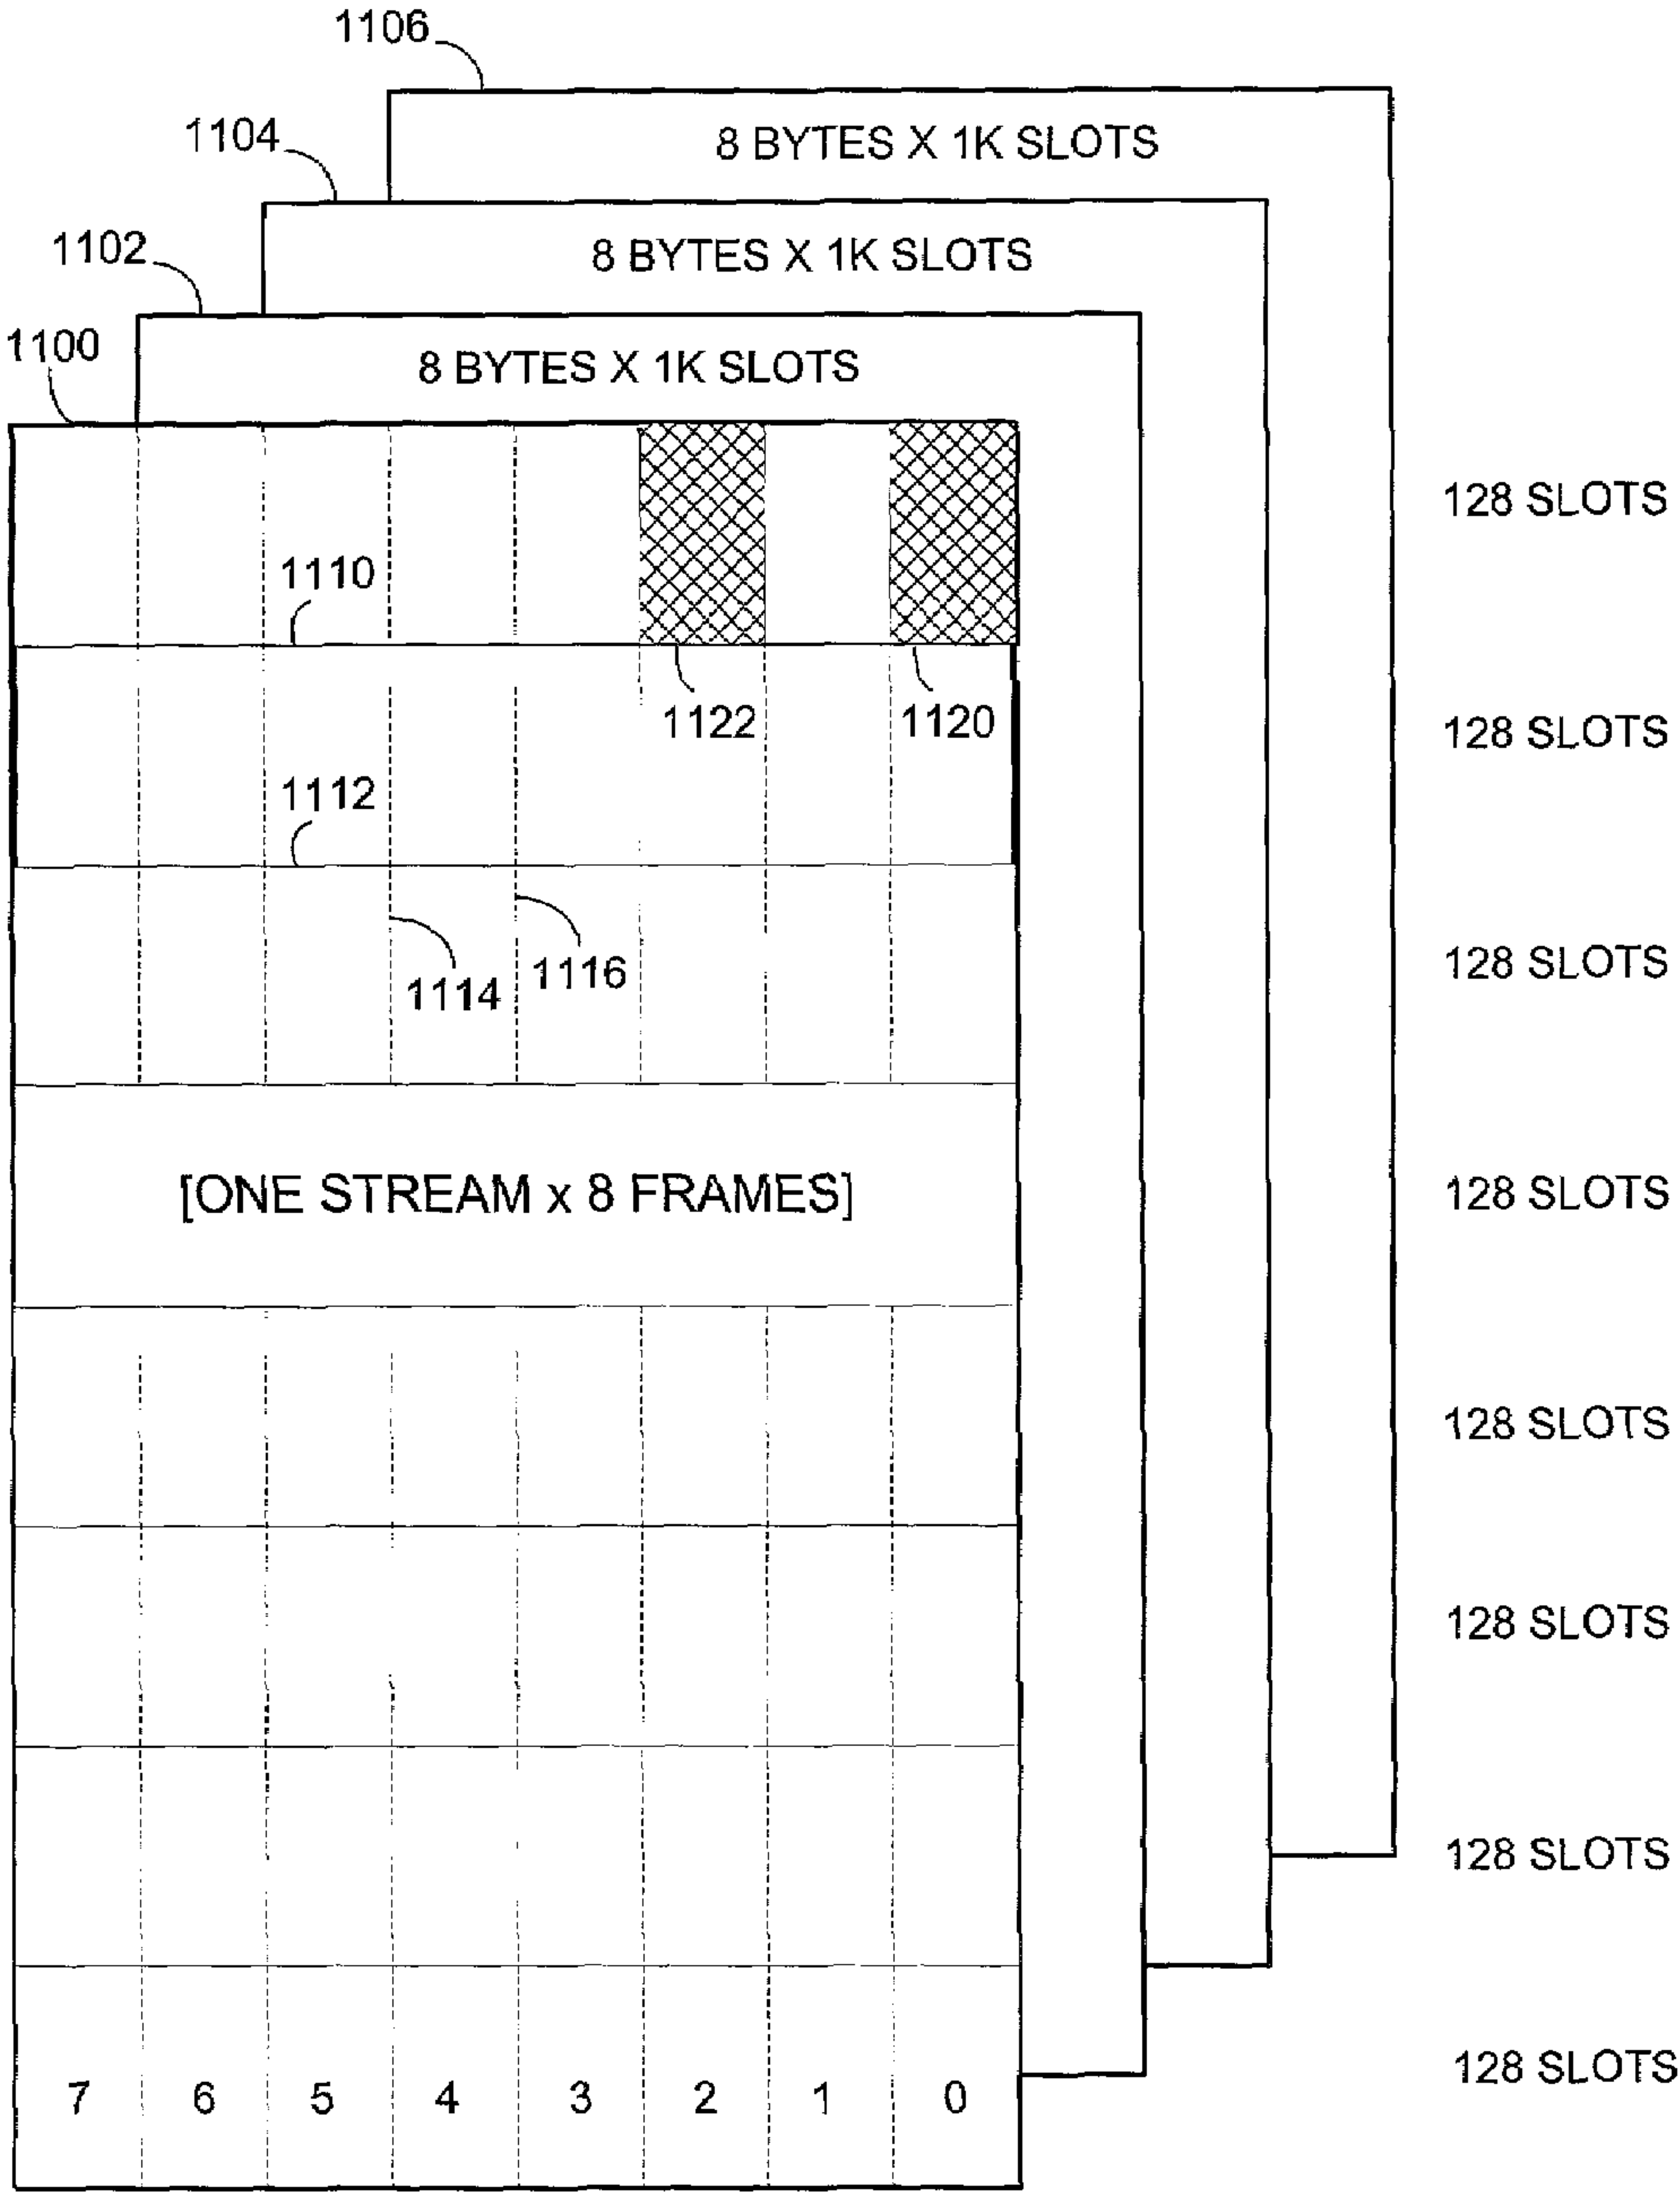 1106
8 BYTES X 1K SLOTS
1104
8 BYTES X 1K SLOTS
1102
8 BYTES X 1K SLOTS
1100
128 SLOTS
1110
1122
1120
128 SLOTS
1112
1114
1116
128 SLOTS
[ONE STREAM x 8 FRAMES]
128 SLOTS
128 SLOTS
128 SLOTS
128 SLOTS
7 6 5 4 3 2 1 0
128 SLOTS